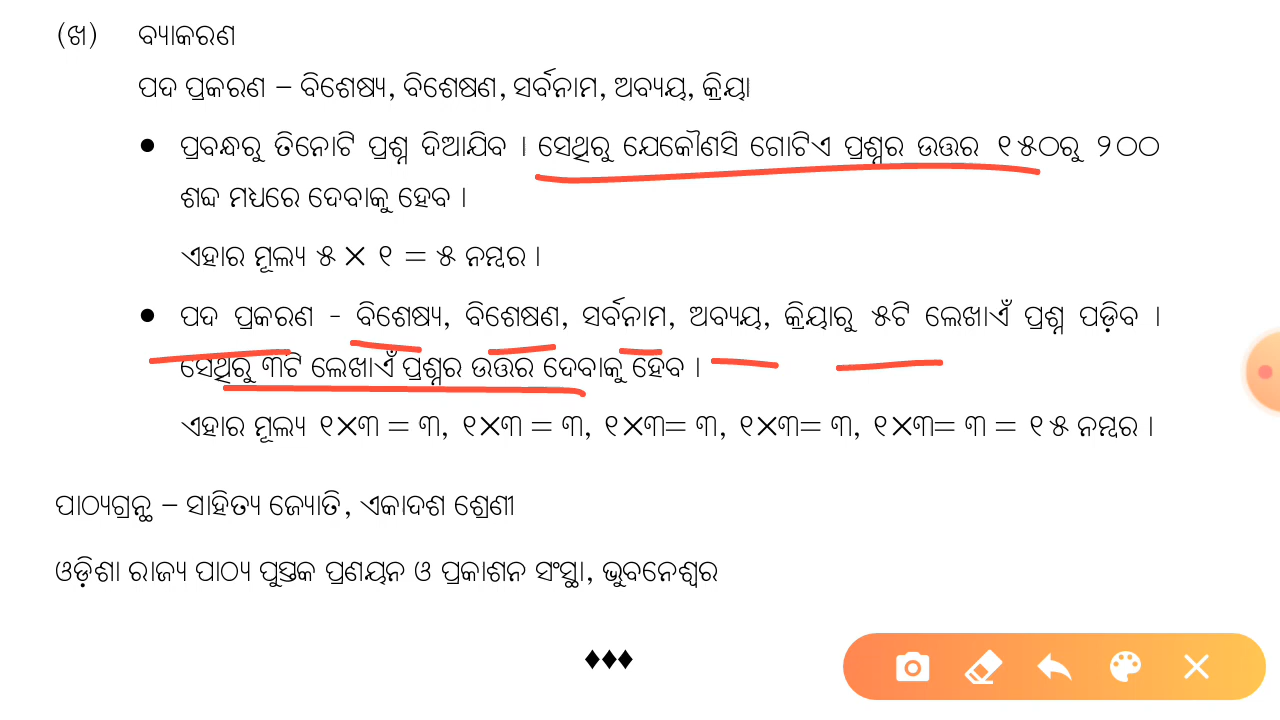 (ଖ) ବ୍ୟାକରଣ
ପଦ ପ୍ରକରଣ – ବିଶେଷ୍ୟ, ବିଶେଷଣ, ସର୍ବନାମ, ଅବ୍ୟୟ, କ୍ରିୟା
● ପ୍ରବନ୍ଧରୁ ତିନୋଟି ପ୍ରଶ୍ନ ଦିଆଯିବ । ସେଥିରୁ ଯେକୌଣସି ଗୋଟିଏ ପ୍ରଶ୍ନର ଉତ୍ତର ୧୫୦ରୁ ୨୦୦
ଶବ୍ଦ ମଧ୍ୟରେ ଦେବାକୁ ହେବ ।
ଏହାର ମୂଲ୍ୟ ୫ × ୧ = ୫ ନମ୍ବର ।
● ପଦ ପ୍ରକରଣ - ବିଶେଷ୍ୟ, ବିଶେଷଣ, ସର୍ବନାମ, ଅବ୍ୟୟ, କ୍ରିୟାରୁ ୫ଟି ଲେଖାଏଁ ପ୍ରଶ୍ନ ପଡ଼ିବ ।
ସେଥିରୁ ୩ଟି ଲେଖାଏଁ ପ୍ରଶ୍ନର ଉତ୍ତର ଦେବାକୁ ହେବ ।
ଏହାର ମୂଲ୍ୟ ୧×୩ = ୩, ୧×୩ = ୩, ୧×୩= ୩, ୧×୩= ୩, ୧×୩= ୩ = ୧୫ ନମ୍ବର ।
ପାଠ୍ୟଗ୍ରନ୍ଥ – ସାହିତ୍ୟ ଜ୍ୟୋତି, ଏକାଦଶ ଶ୍ରେଣୀ
ଓଡ଼ିଶା ରାଜ୍ୟ ପାଠ୍ୟ ପୁସ୍ତକ ପ୍ରଣୟନ ଓ ପ୍ରକାଶନ ସଂସ୍ଥା, ଭୁବନେଶ୍ୱର